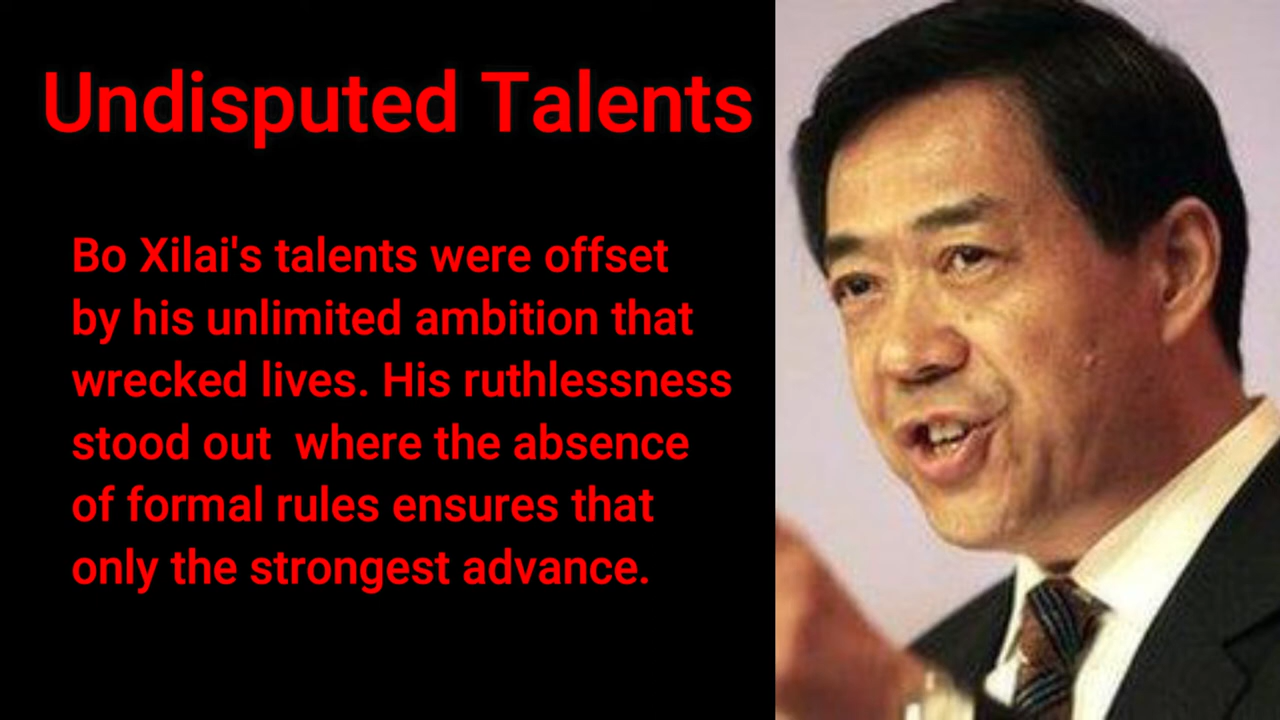 Undisputed Talents
Bo Xilai's talents were offset
by his unlimited ambition that
wrecked lives. His ruthlessness
stood out  where the absence
of formal rules ensures that
only the strongest advance.